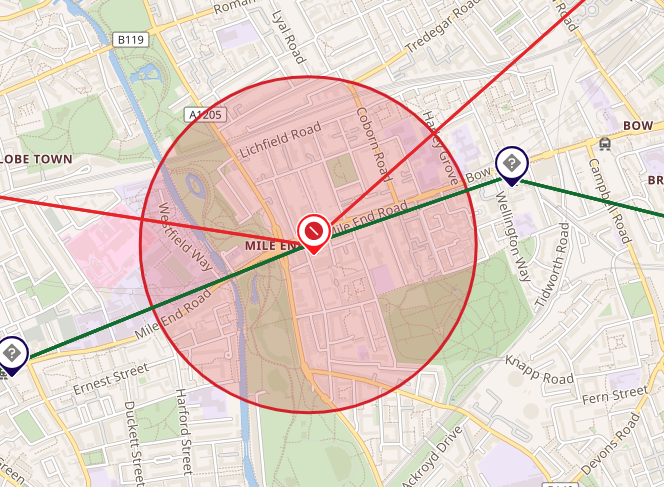 Roman
B119
Lyal Road
Tredegar Road
A1205
BOW
Lichfield Road
Coborn Road
Harley Grove
LOBE TOWN
Bow
BR
Campbell Road
Westfield Way
Mile End Road
MILE EN
Wellington Way
Tidworth Road
Mile End Road
Knapp Road
Ernest Street
Fern Street
Harford Street
Duckett Street
Ackroyd Drive
Devons Road
Green